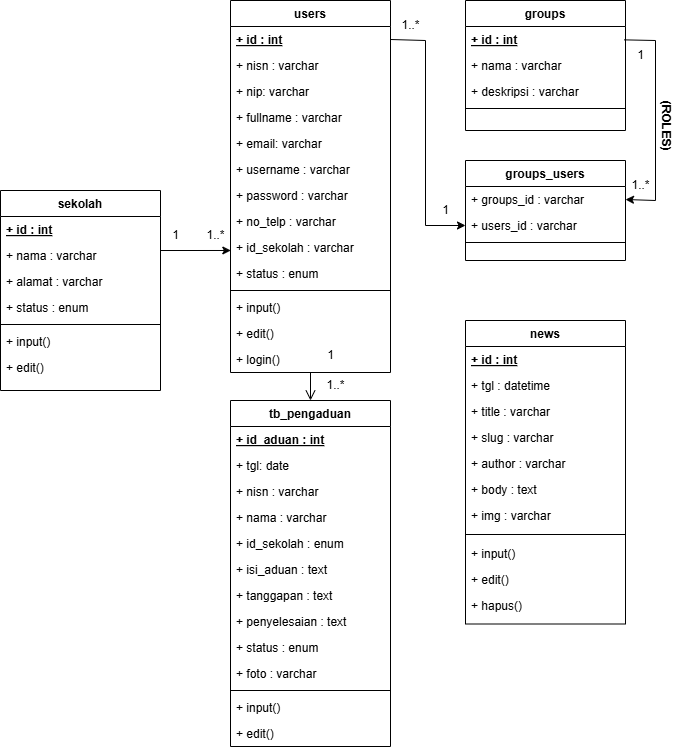 users
+ id : int
+ nisn : varchar
+ nip: varchar
+ fullname : varchar
+ email: varchar
+ username : varchar
+ password : varchar
+ no_telp : varchar
+ id_sekolah : varchar
+ status : enum
+ input()
+ edit()
+ login()
1
1..*
1..*
1
groups
+ id : int
+ nama : varchar
+ deskripsi : varchar
1
(ROLES)
1..*
groups_users
+ groups_id : varchar
+ users_id : varchar
sekolah
+ id : int
+ nama : varchar
+ alamat : varchar
+ status : enum
+ input()
+ edit()
1
1..*
tb_pengaduan
+ id_aduan : int
+ tgl: date
+ nisn : varchar
+ nama : varchar
+ id_sekolah : enum
+ isi_aduan : text
+ tanggapan : text
+ penyelesaian : text
+ status : enum
+ foto : varchar
+ input()
+ edit()
news
+ id : int
+ tgl : datetime
+ title : varchar
+ slug : varchar
+ author : varchar
+ body : text
+ img : varchar
+ input()
+ edit()
+ hapus()